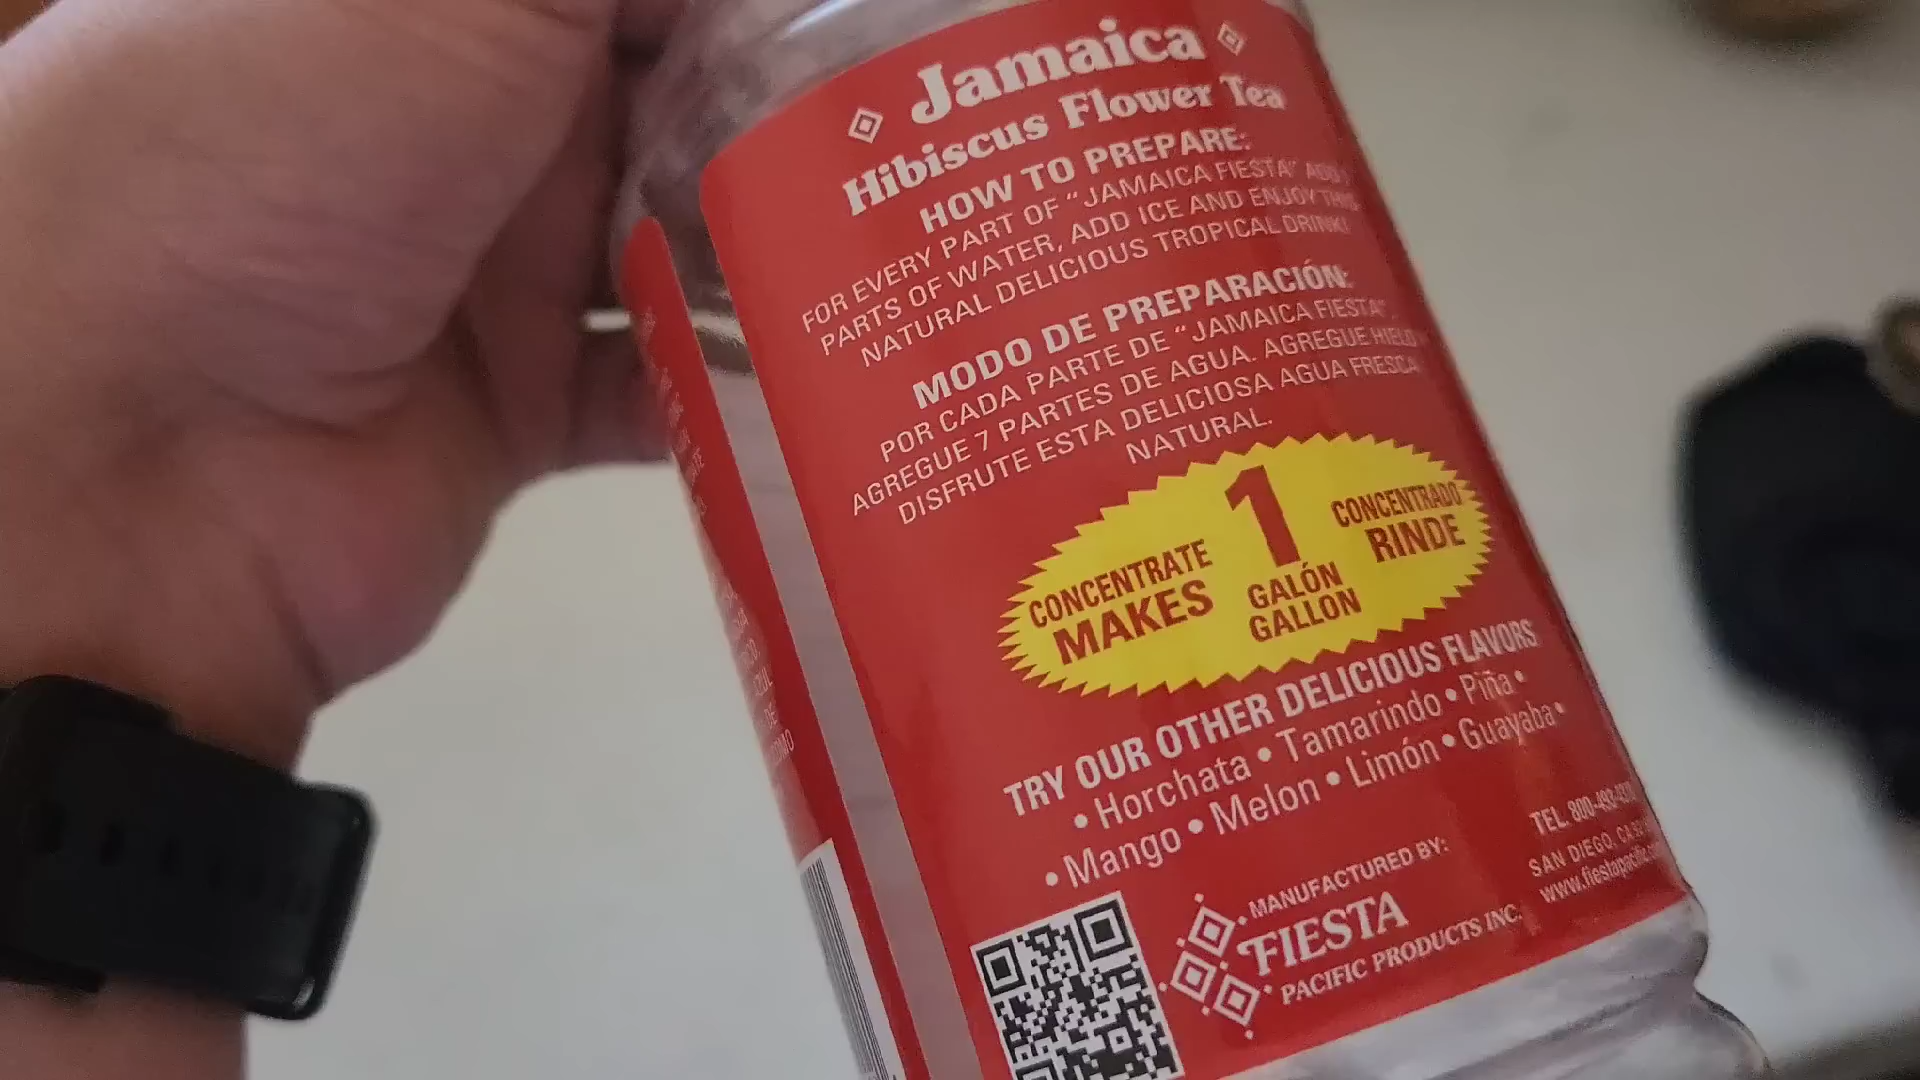 Jamaica
Hibiscus Flower Tea
HOW TO PREPARE:
FOR EVERY PART OF "JAMAICA FIESTA" ADD
PARTS OF WATER, ADD ICE AND ENJOY THIS
NATURAL DELICIOUS TROPICAL DRINK!
MODO DE PREPARACIÓN:
POR CADA PARTE DE "JAMAICA FIESTA",
AGREGUE 7 PARTES DE AGUA. AGREGUE HIELO
DISFRUTE ESTA DELICIOSA AGUA FRESCA
NATURAL.
CONCENTRATE
MAKES
1
GALÓN
GALLON
CONCENTRADO
RINDE
TRY OUR OTHER DELICIOUS FLAVORS
• Horchata • Tamarindo • Piña •
• Mango • Melon • Limón • Guayaba •
MANUFACTURED BY:
FIESTA
PACIFIC PRODUCTS INC.
TEL. 800-493-
SAN DIEGO, CA